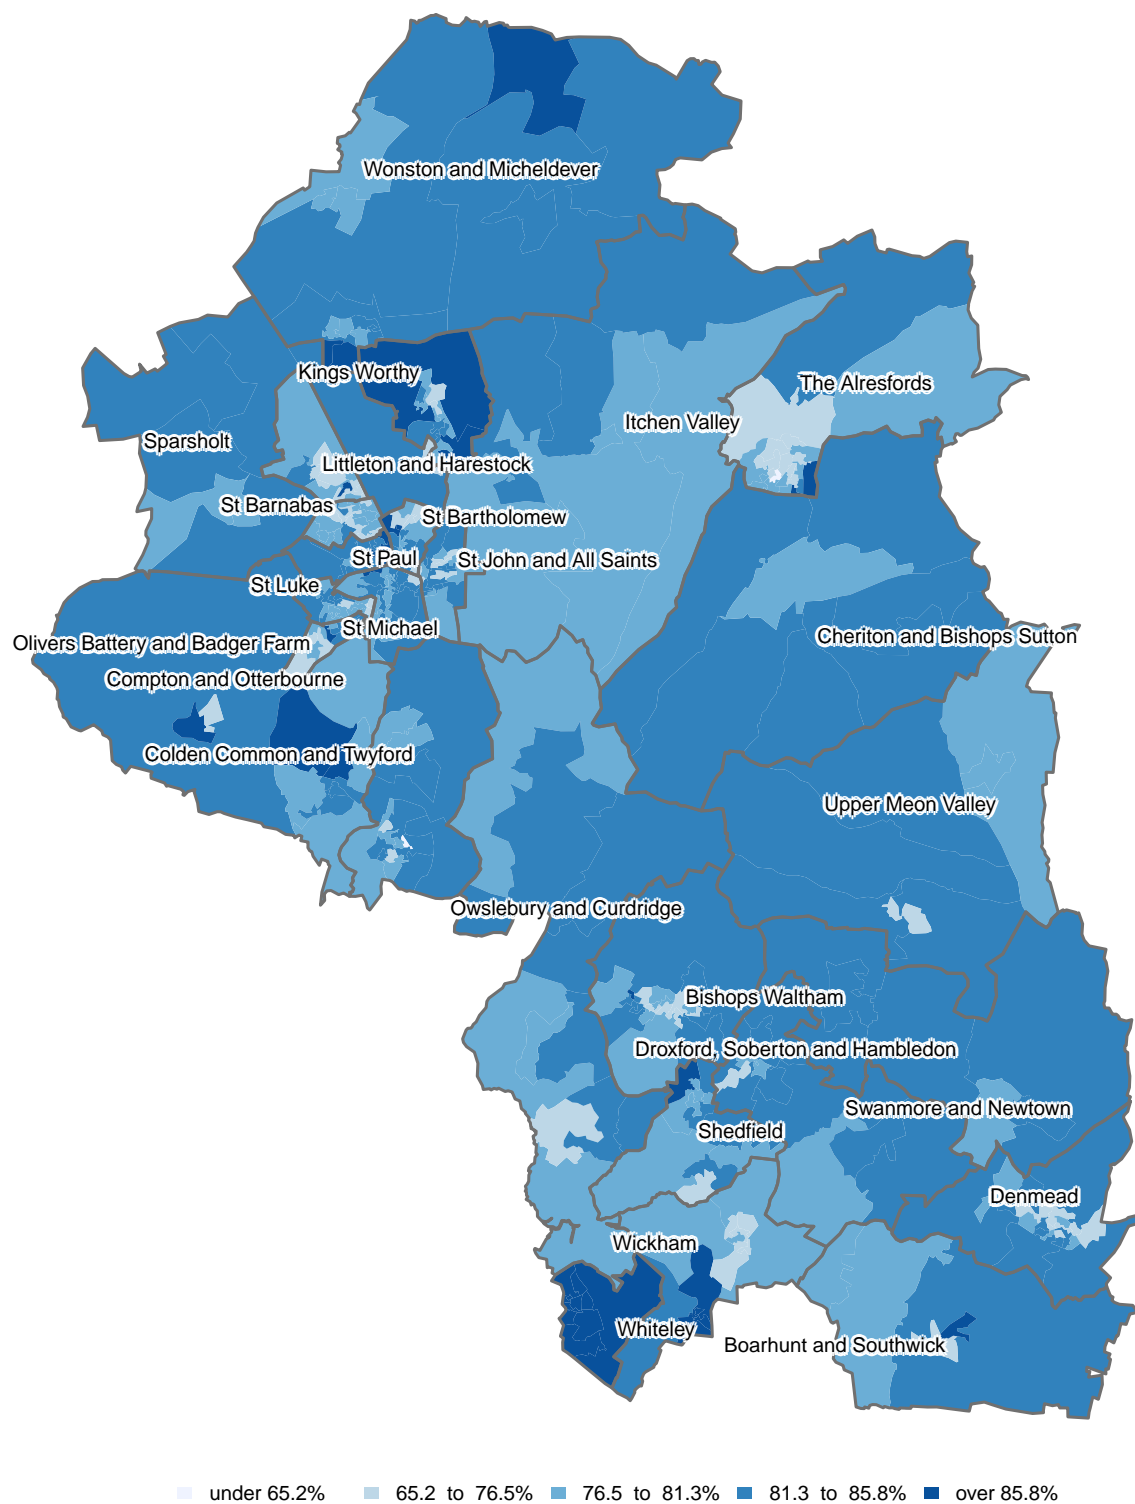 Wonston and Micheldever
Kings Worthy
The Alresfords
Itchen Valley
Sparsholt
Littleton and Harestock
St Barnabas
St Bartholomew
St Paul
St John and All Saints
St Luke
St Michael
Olivers Battery and Badger Farm
Cheriton and Bishops Sutton
Compton and Otterbourne
Colden Common and Twyford
Upper Meon Valley
Owslebury and Curdridge
Bishops Waltham
Droxford, Soberton and Hambledon
Swanmore and Newtown
Shedfield
Denmead
Wickham
Whiteley
Boarhunt and Southwick
under 65.2% 65.2 to 76.5% 76.5 to 81.3% 81.3 to 85.8% over 85.8%